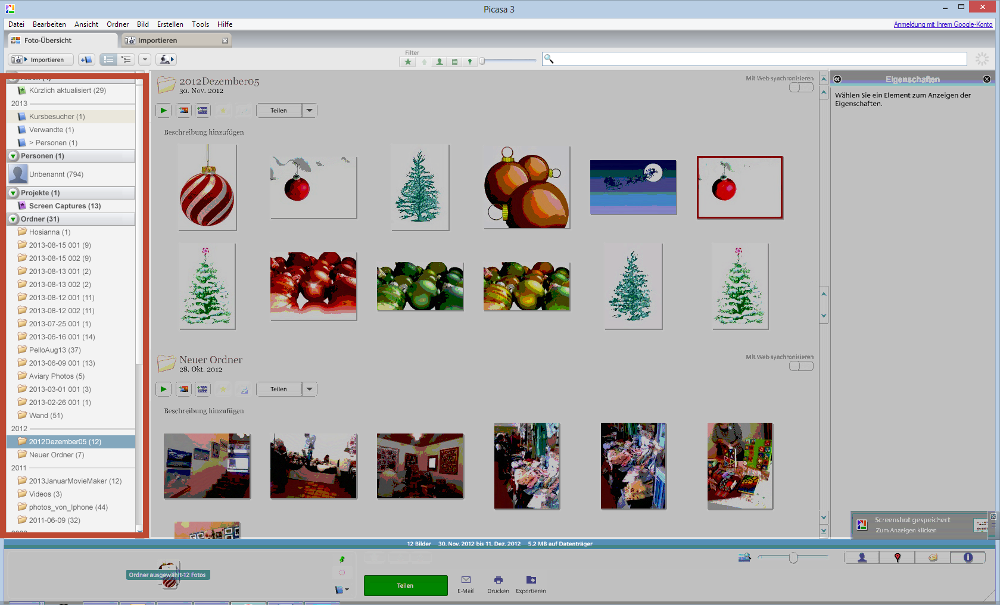 Picasa 3
Datei Bearbeiten Ansicht Ordner Bild Erstellen Tools Hilfe
Anmeldung mit Ihrem Google-Konto
Foto-Übersicht
Importieren
Importieren
Filter
Kürzlich aktualisiert (29)
2013
Kursbesucher (1)
Verwandte (1)
> Personen (1)
Personen (1)
Unbenannt (794)
Projekte (1)
Screen Captures (13)
Ordner (31)
Hosianna (1)
2013-08-15 001 (9)
2013-08-15 002 (9)
2013-08-13 001 (2)
2013-08-13 002 (2)
2013-08-12 001 (11)
2013-08-12 002 (11)
2013-07-25 001 (1)
2013-06-16 001 (14)
PelloAug13 (37)
2013-06-09 001 (13)
Aviary Photos (5)
2013-03-01 001 (3)
2013-02-26 001 (1)
Wand (51)
2012
2012Dezember05 (12)
Neuer Ordner (7)
2011
2013JanuarMovieMaker (12)
Videos (3)
photos_von_Iphone (44)
2011-06-09 (32)
2012Dezember05
30. Nov. 2012
Mit Web synchronisieren
Teilen
Beschreibung hinzufügen
Neuer Ordner
28. Okt. 2012
Mit Web synchronisieren
Teilen
Beschreibung hinzufügen
Eigenschaften
Wählen Sie ein Element zum Anzeigen der
Eigenschaften.
Screenshot gespeichert
Zum Anzeigen klicken
12 Bilder 30. Nov. 2012 bis 11. Dez. 2012 5.2 MB auf Datenträger
Ordner ausgewählt-12 Fotos
Teilen
E-Mail
Drucken
Exportieren